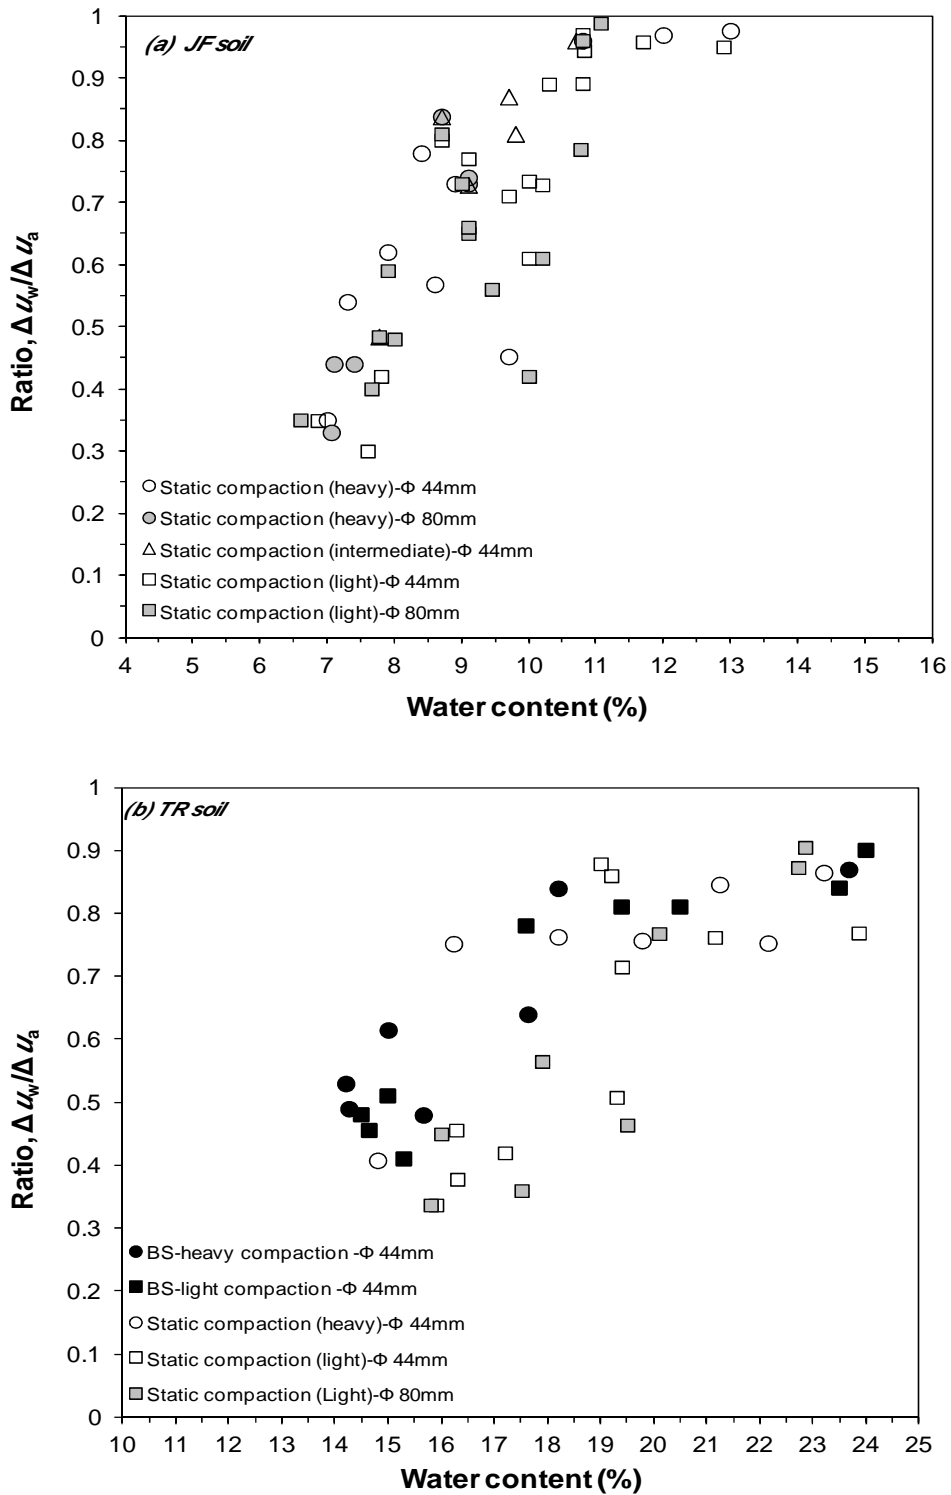 (a) JF soil
1
0.9
0.8
0.7
0.6
0.5
0.4
0.3
0.2
0.1
0
Ratio, Δuw/Δua
Static compaction (heavy)-Φ 44mm
Static compaction (heavy)-Φ 80mm
Static compaction (intermediate)-Φ 44mm
Static compaction (light)-Φ 44mm
Static compaction (light)-Φ 80mm
4 5 6 7 8 9 10 11 12 13 14 15 16
Water content (%)
(b) TR soil
1
0.9
0.8
0.7
0.6
0.5
0.4
0.3
0.2
0.1
0
Ratio, Δuw/Δua
BS-heavy compaction -Φ 44mm
BS-light compaction -Φ 44mm
Static compaction (heavy)-Φ 44mm
Static compaction (light)-Φ 44mm
Static compaction (Light)-Φ 80mm
10 11 12 13 14 15 16 17 18 19 20 21 22 23 24 25
Water content (%)